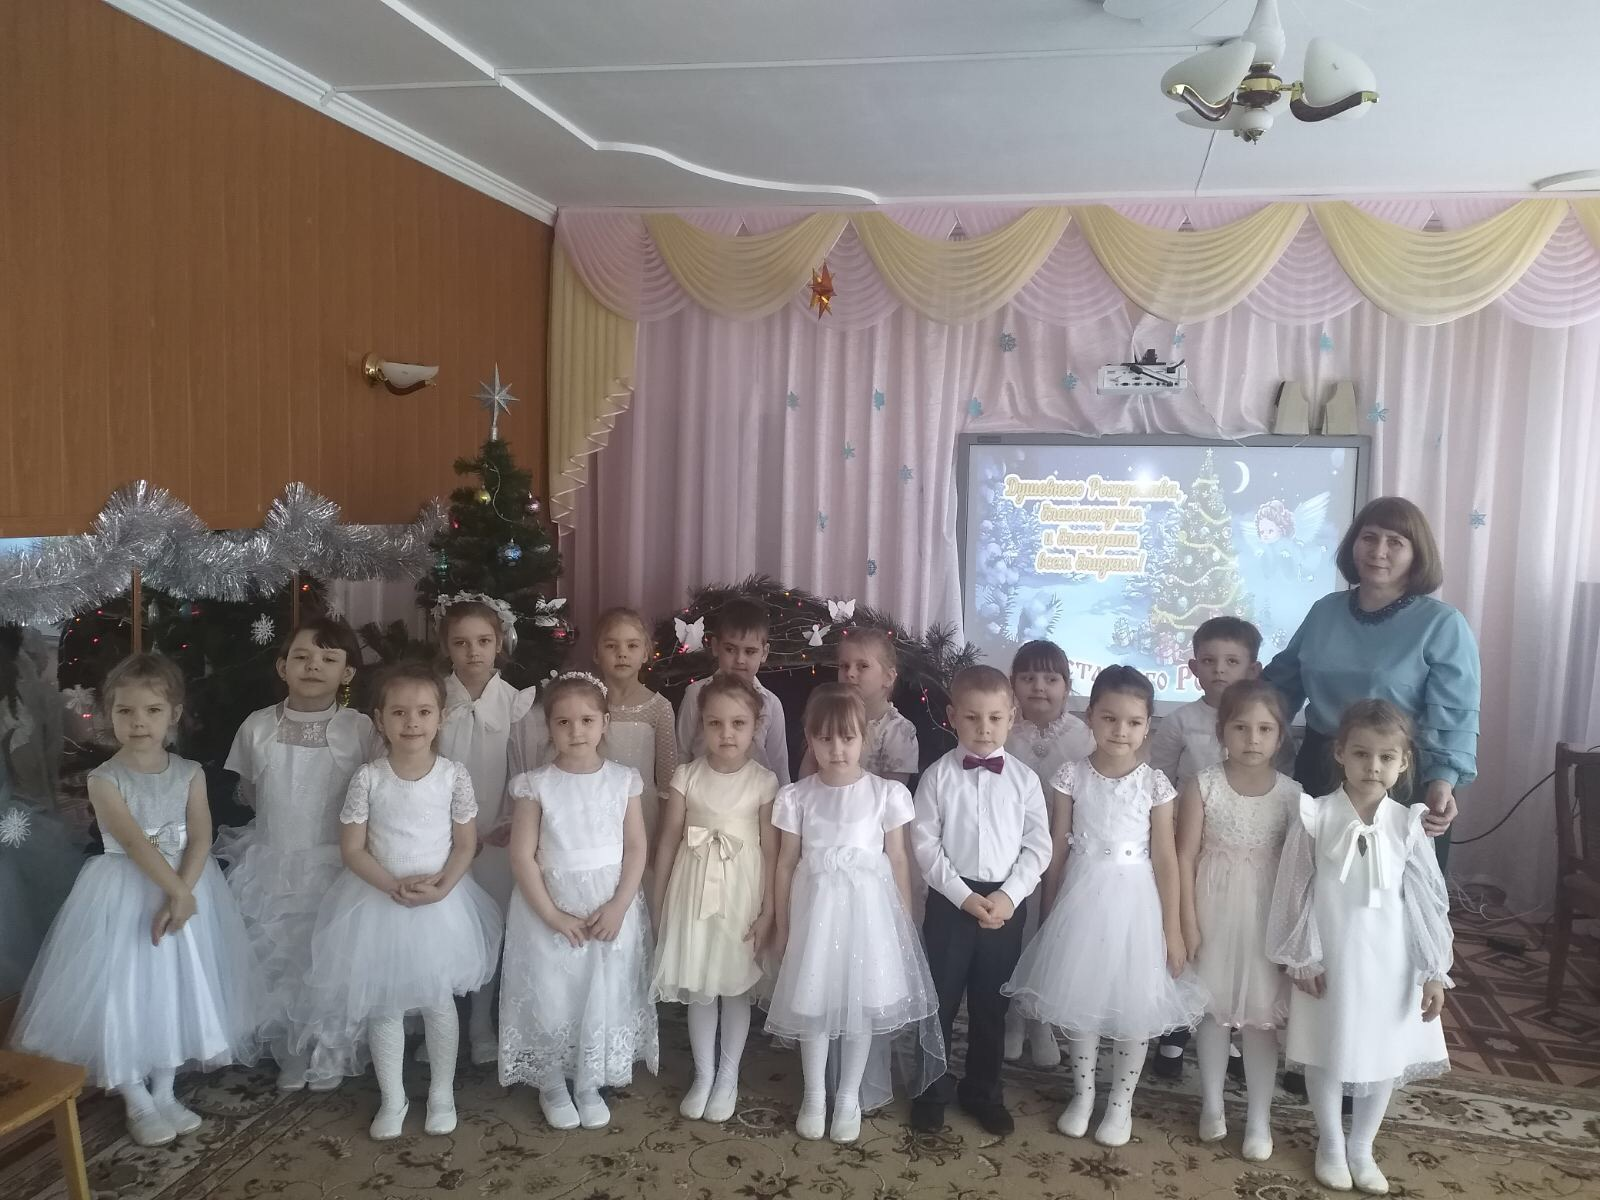 Душевного Рождества,
благополучия
и благодати
всем близким!